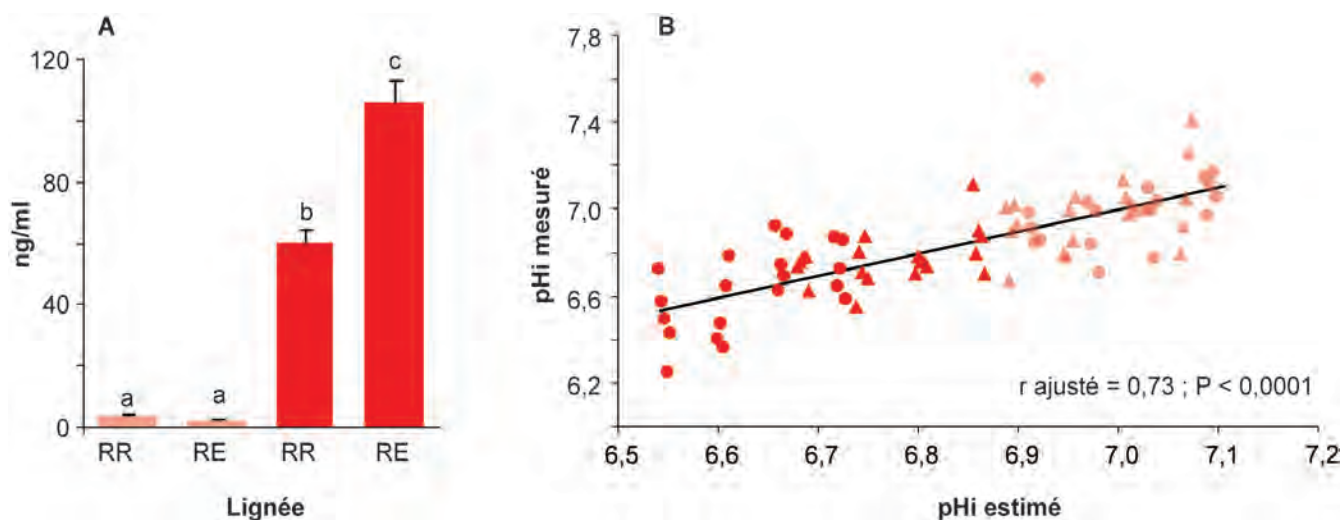 A
ng/ml
120
80
40
0
a
a
b
c
RR
RE
RR
RE
Lignée
B
pHi mesuré
7,8
7,4
7,0
6,6
6,2
r ajusté = 0,73 ; P < 0,0001
6,5
6,6
6,7
6,8
6,9
7,0
7,1
7,2
pHi estimé